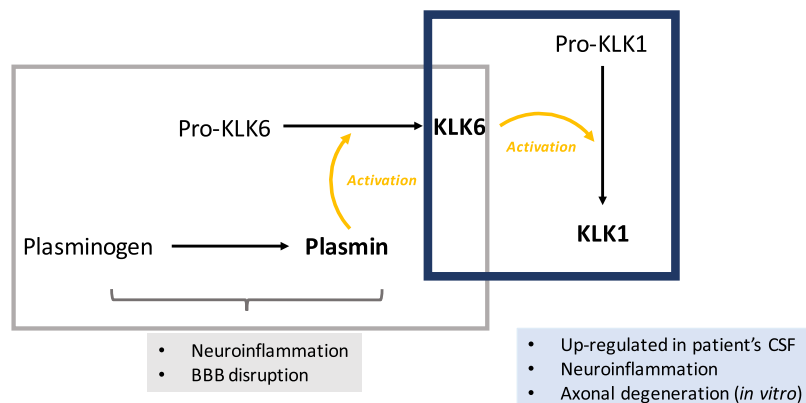 Pro-KLK1
Pro-KLK6
KLK6
Activation
Activation
Plasminogen
Plasmin
KLK1
• Neuroinflammation
• BBB disruption
• Up-regulated in patient's CSF
• Neuroinflammation
• Axonal degeneration (in vitro)